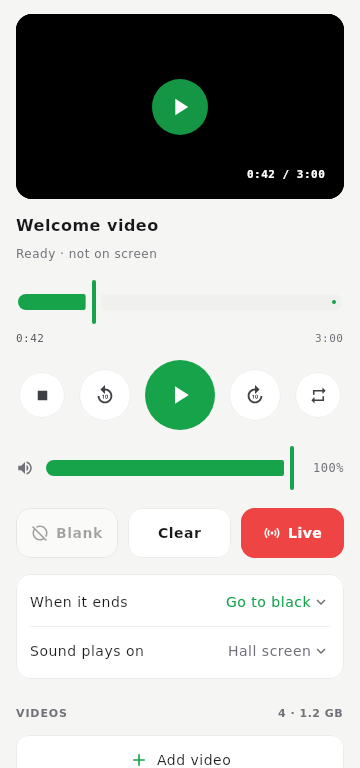 0:42 / 3:00
Welcome video
Ready · not on screen
0:42 3:00
10 10
100%
Blank Clear Live
When it ends Go to black
Sound plays on Hall screen
VIDEOS 4 · 1.2 GB
Add video